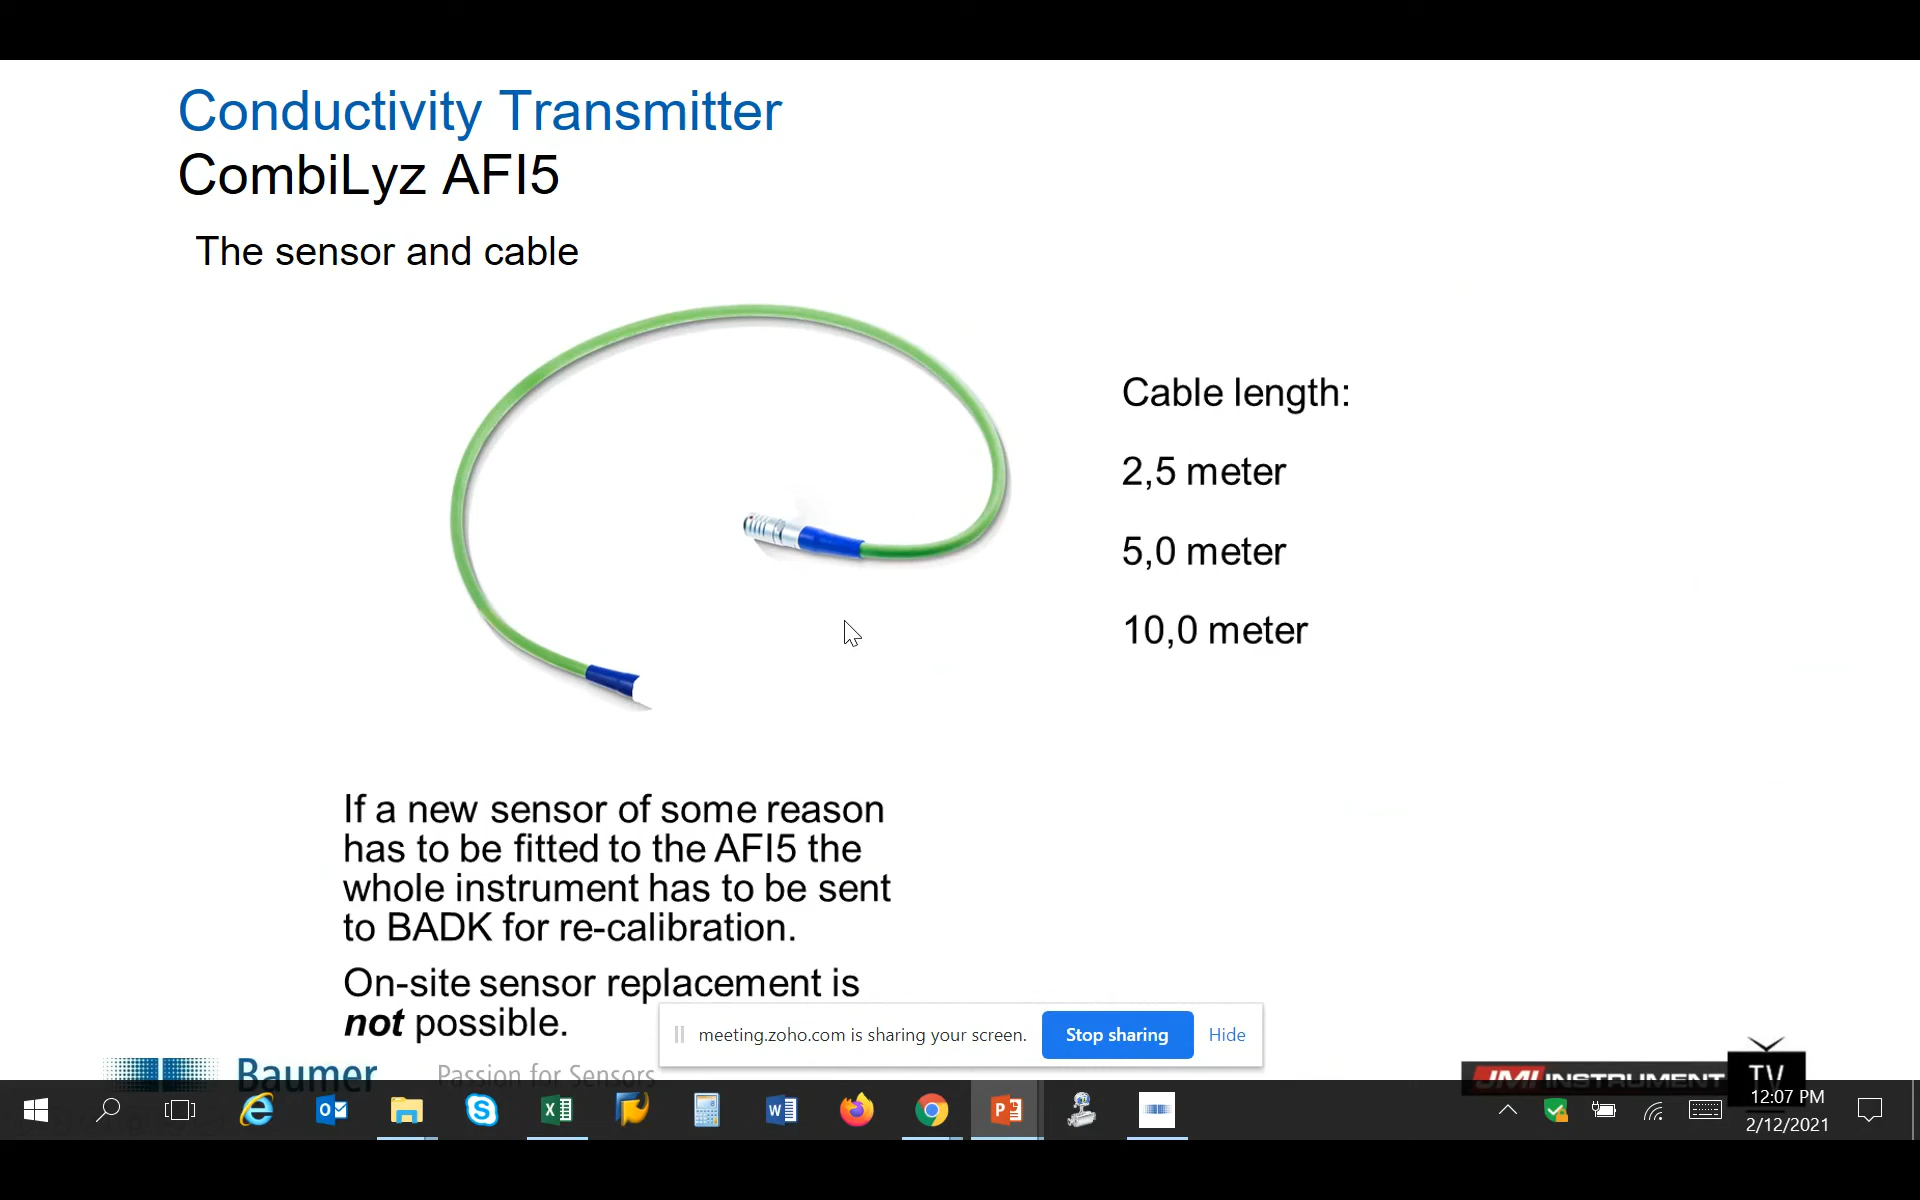 Conductivity Transmitter
CombiLyz AFI5
The sensor and cable
Cable length:
2,5 meter
5,0 meter
10,0 meter
If a new sensor of some reason
has to be fitted to the AFI5 the
whole instrument has to be sent
to BADK for re-calibration.
On-site sensor replacement is
not possible.
meeting.zoho.com is sharing your screen.
Stop sharing
Hide
Baumer
Passion for Sensors
JMI INSTRUMENT
TV
12:07 PM
2/12/2021